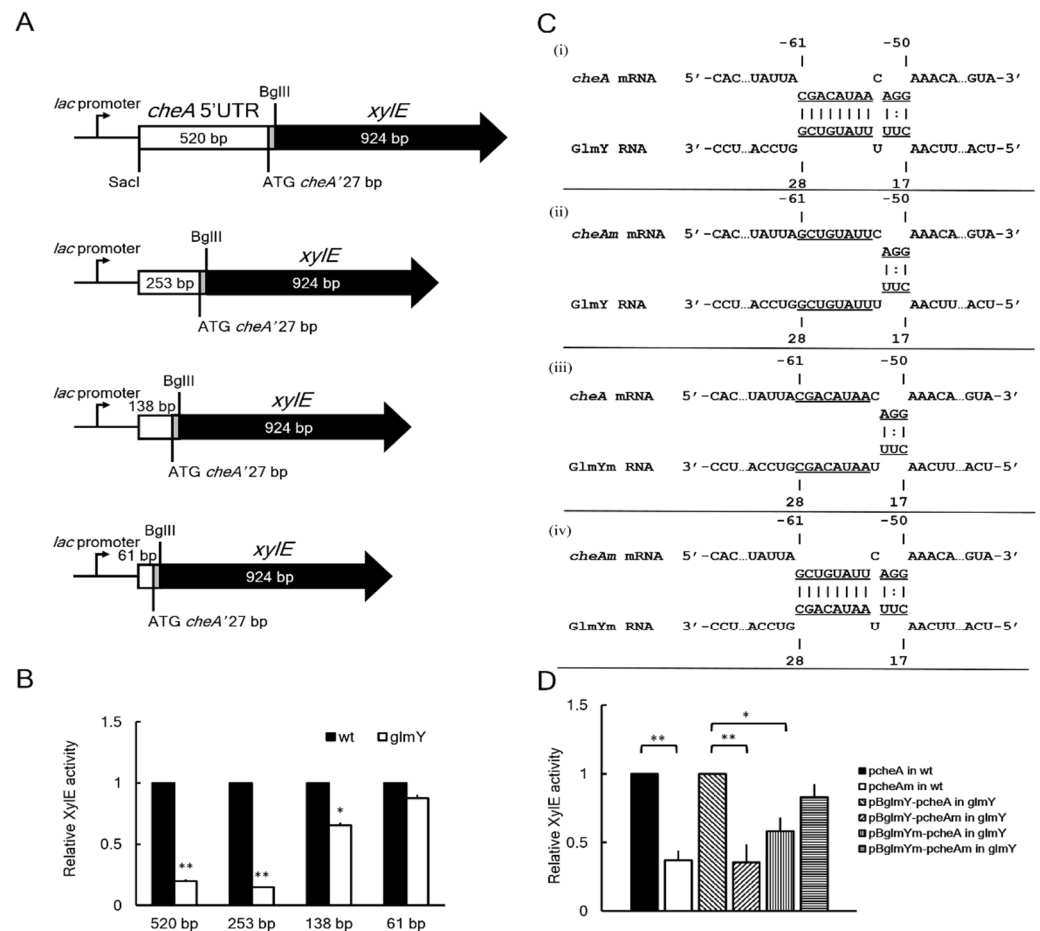 A
lac promoter
cheA 5'UTR
BglII
xylE
520 bp
924 bp
SacI
ATG cheA'27 bp
lac promoter
BglII
xylE
253 bp
924 bp
ATG cheA'27 bp
lac promoter
138 bp
BglII
xylE
924 bp
ATG cheA'27 bp
lac promoter
61 bp
BglII
xylE
924 bp
ATG cheA'27 bp
B
Relative XylE activity
1.5
1
0.5
0
wt
glmY
**
**
*
520 bp
253 bp
138 bp
61 bp
C
(i)
-61 -50
cheA mRNA 5'-CAC…UAUUA C AAACA…GUA-3'
CGACAUAA AGG
|||||||| |:|
GCUGUAUU UUC
GlmY RNA 3'-CCU…ACCUG U AACUU…ACU-5'
28 17
(ii)
-61 -50
cheAm mRNA 5'-CAC…UAUUAGCUGUAUUC AAACA…GUA-3'
AGG
|:|
UUC
GlmY RNA 3'-CCU…ACCUGGCUGUAUUU AACUU…ACU-5'
28 17
(iii)
-61 -50
cheA mRNA 5'-CAC…UAUUACGACAUAAC AAACA…GUA-3'
AGG
|:|
UUC
GlmYm RNA 3'-CCU…ACCUGCGACAUAAU AACUU…ACU-5'
28 17
(iv)
-61 -50
cheAm mRNA 5'-CAC…UAUUA C AAACA…GUA-3'
GCUGUAUU AGG
|||||||| |:|
CGACAUAA UUC
GlmYm RNA 3'-CCU…ACCUG U AACUU…ACU-5'
28 17
D
Relative XylE activity
1.5
1
0.5
0
**
**
*
pcheA in wt
pcheAm in wt
pBglmY-pcheA in glmY
pBglmY-pcheAm in glmY
pBglmYm-pcheA in glmY
pBglmYm-pcheAm in glmY